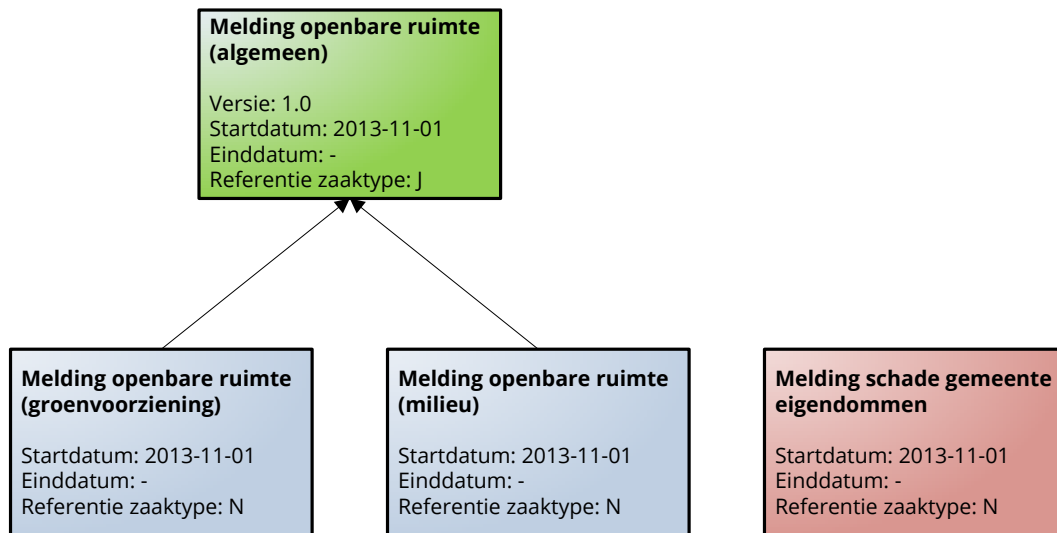 Melding openbare ruimte
(algemeen)
Versie: 1.0
Startdatum: 2013-11-01
Einddatum: -
Referentie zaaktype: J
Melding openbare ruimte
(groenvoorziening)
Startdatum: 2013-11-01
Einddatum: -
Referentie zaaktype: N
Melding openbare ruimte
(milieu)
Startdatum: 2013-11-01
Einddatum: -
Referentie zaaktype: N
Melding schade gemeente
eigendommen
Startdatum: 2013-11-01
Einddatum: -
Referentie zaaktype: N